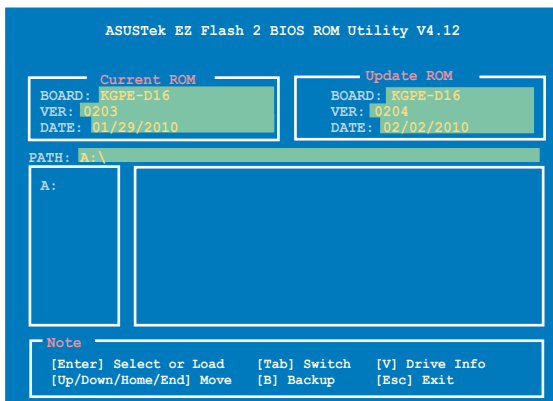 ASUSTek EZ Flash 2 BIOS ROM Utility V4.12
Current ROM
BOARD: KGPE-D16
VER: 0203
DATE: 01/29/2010
Update ROM
BOARD: KGPE-D16
VER: 0204
DATE: 02/02/2010
PATH: A:\
A:
Note
[Enter] Select or Load [Tab] Switch [V] Drive Info
[Up/Down/Home/End] Move [B] Backup [Esc] Exit